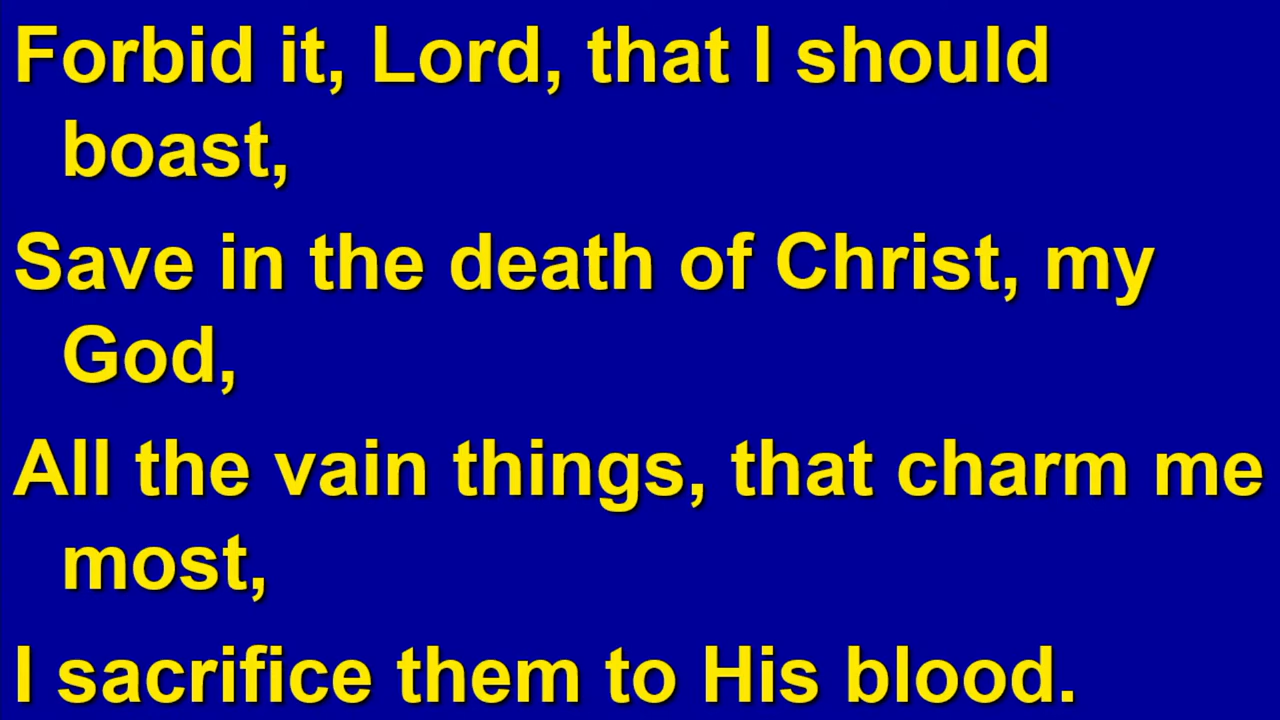 Forbid it, Lord, that I should
boast,
Save in the death of Christ, my
God,
All the vain things, that charm me
most,
I sacrifice them to His blood.